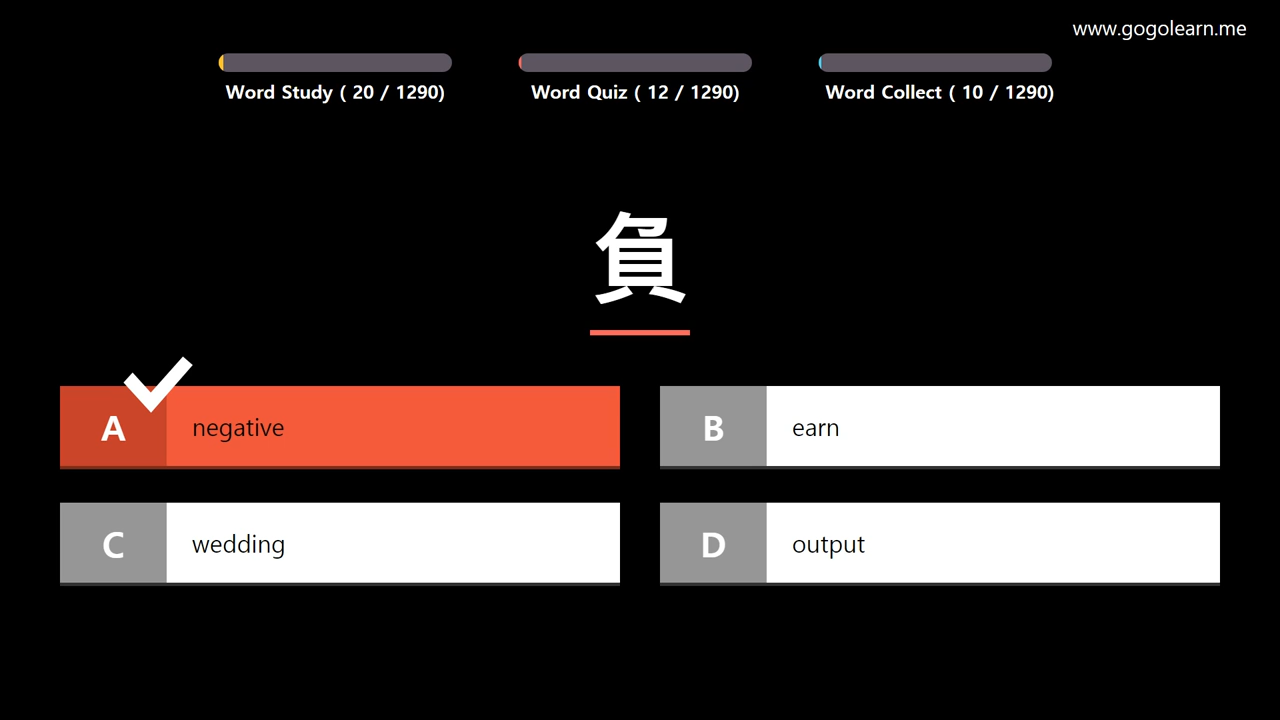 www.gogolearn.me
Word Study ( 20 / 1290)
Word Quiz ( 12 / 1290)
Word Collect ( 10 / 1290)
負
A negative
B earn
C wedding
D output